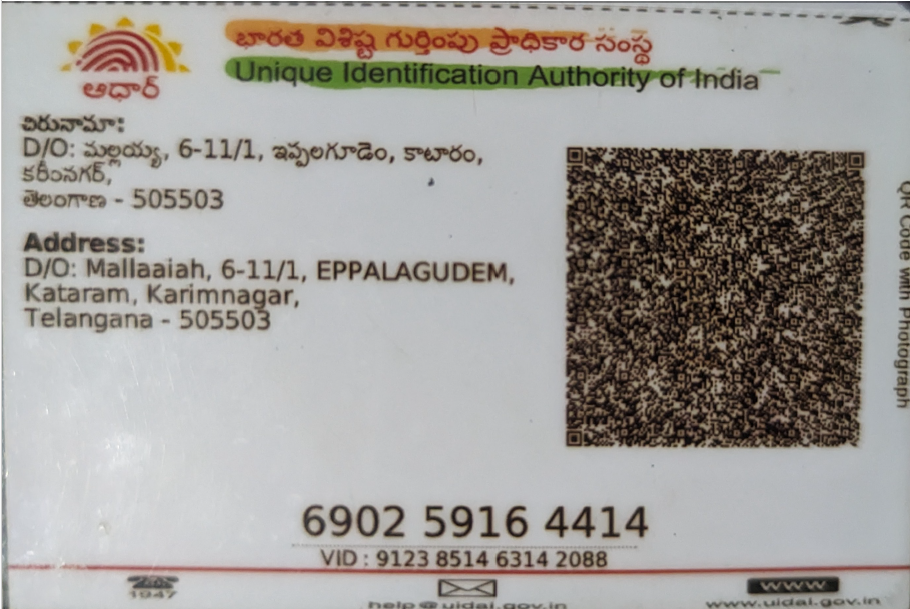 భారత విశిష్ట గుర్తింపు ప్రాధికార సంస్థ
Unique Identification Authority of India
ఆధార్
చిరునామా:
D/O: మల్లయ్య, 6-11/1, ఇప్పలగూడెం, కాటారం,
కరీంనగర్,
తెలంగాణ - 505503
Address:
D/O: Mallaaiah, 6-11/1, EPPALAGUDEM,
Kataram, Karimnagar,
Telangana - 505503
QR Code with Photograph
6902 5916 4414
VID : 9123 8514 6314 2088
1947
help@uidai.gov.in
www
www.uidai.gov.in